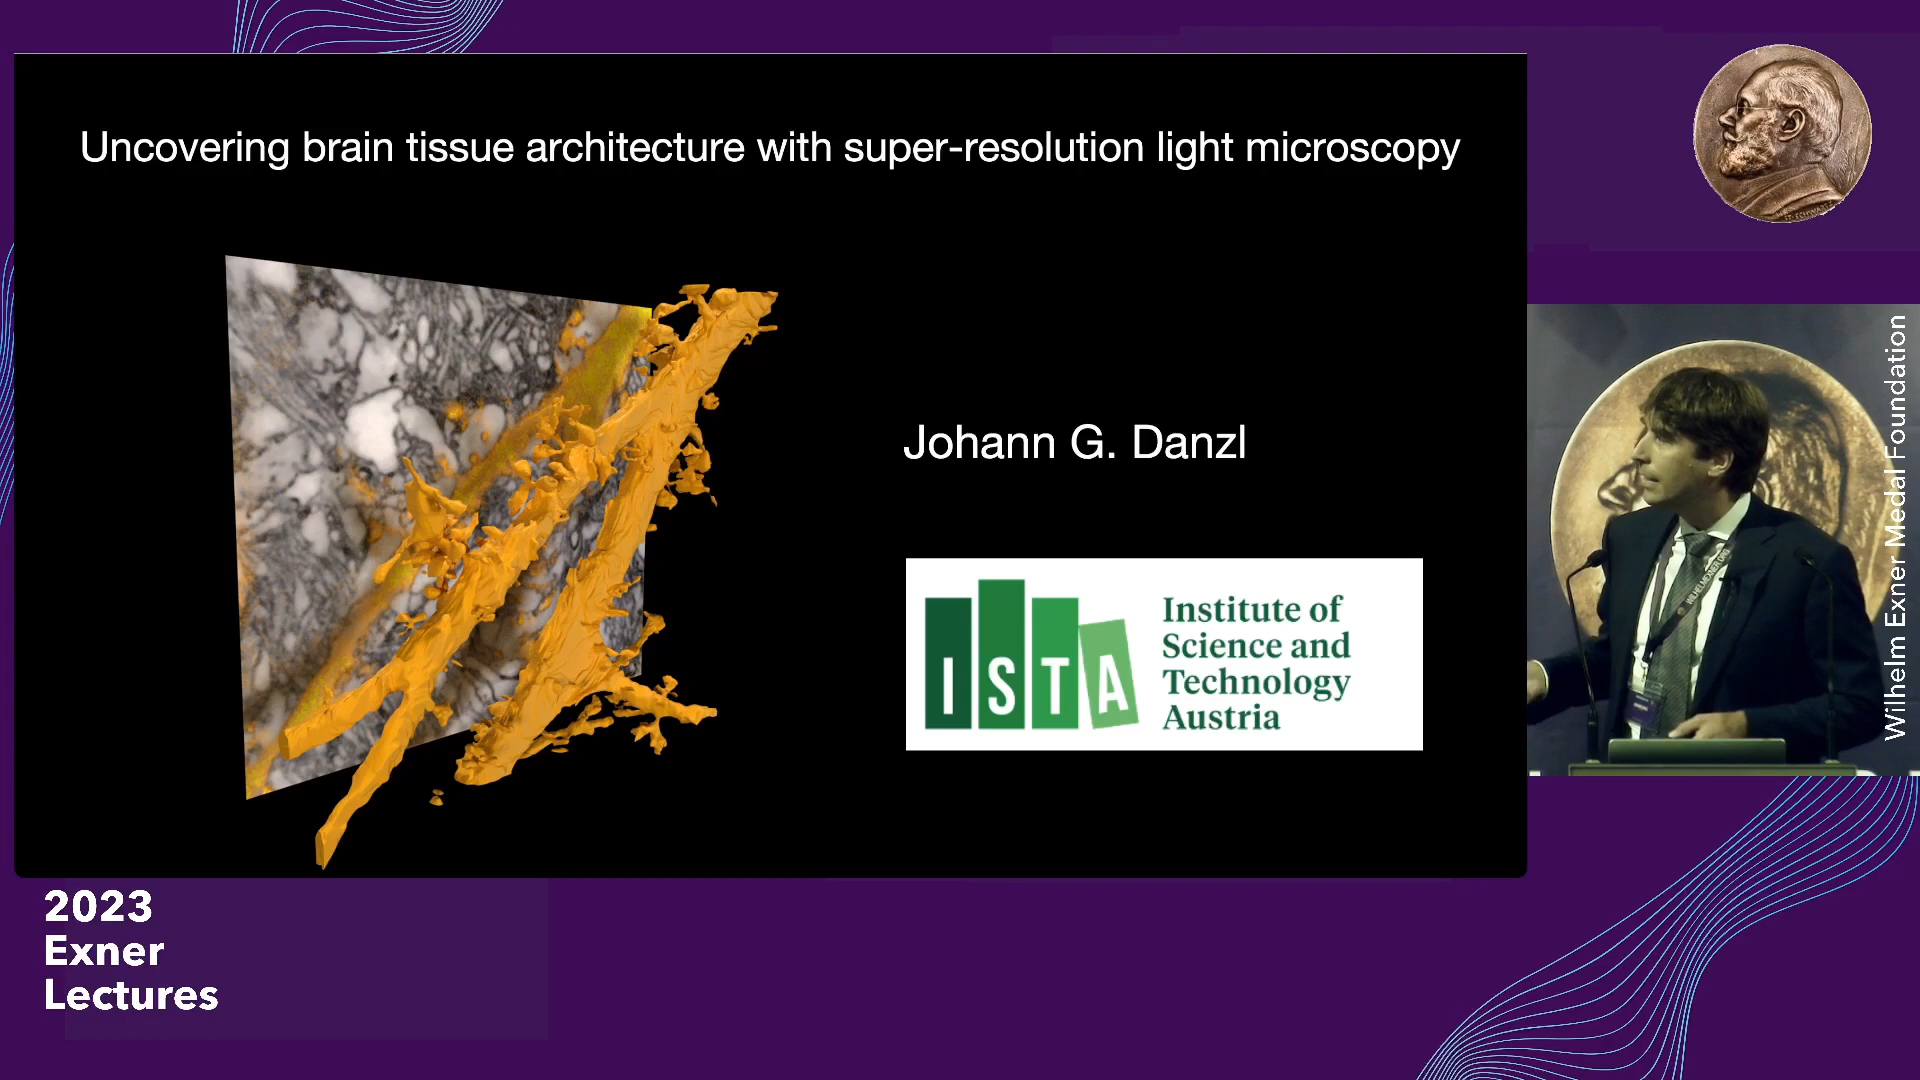 Uncovering brain tissue architecture with super-resolution light microscopy
Johann G. Danzl
ISTA
Institute of
Science and
Technology
Austria
Wilhelm Exner Medal Foundation
2023
Exner
Lectures